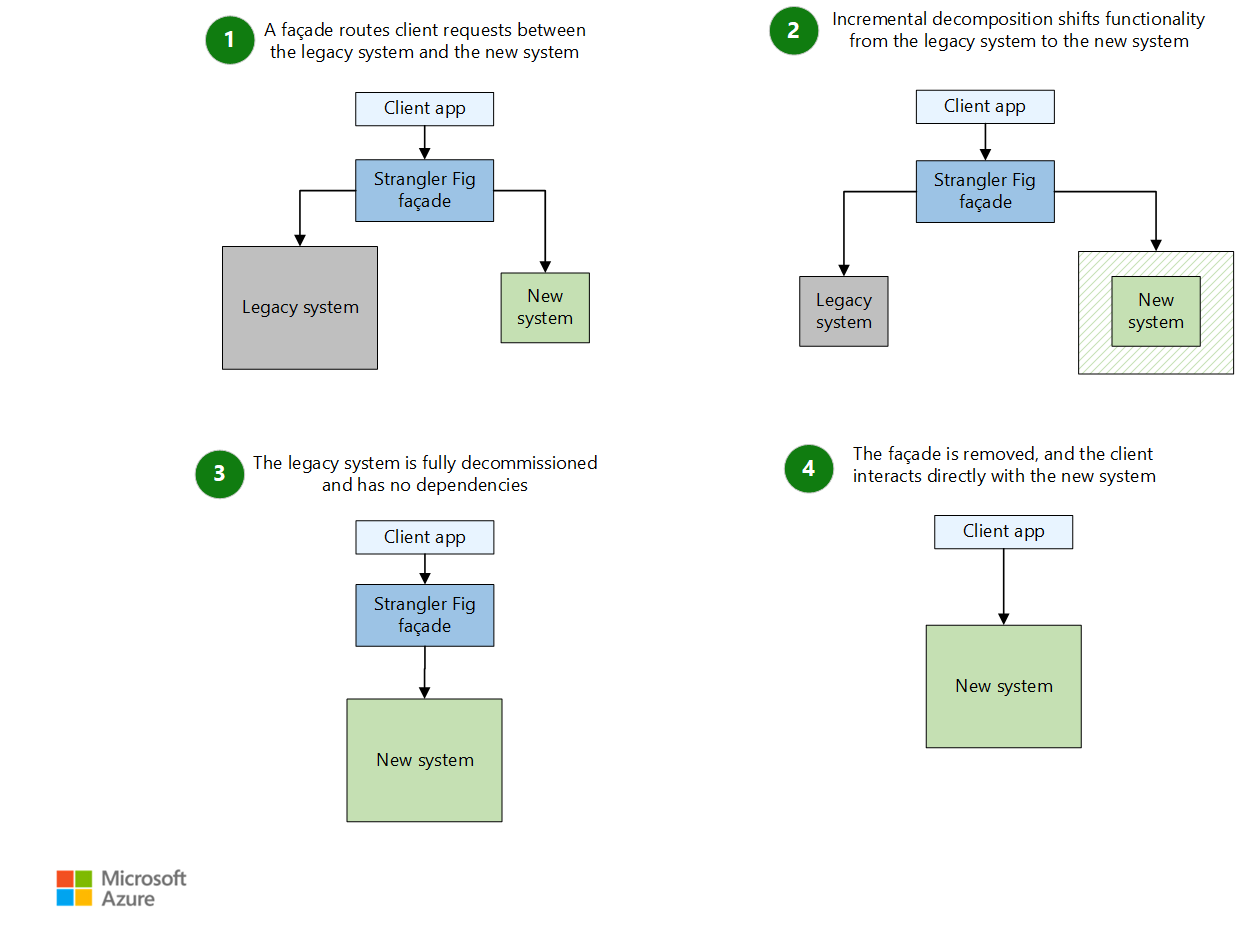 1
A façade routes client requests between
the legacy system and the new system
Client app
Strangler Fig
façade
Legacy system
New
system
2
Incremental decomposition shifts functionality
from the legacy system to the new system
Client app
Strangler Fig
façade
Legacy
system
New
system
3
The legacy system is fully decommissioned
and has no dependencies
Client app
Strangler Fig
façade
New system
4
The façade is removed, and the client
interacts directly with the new system
Client app
New system
Microsoft
Azure